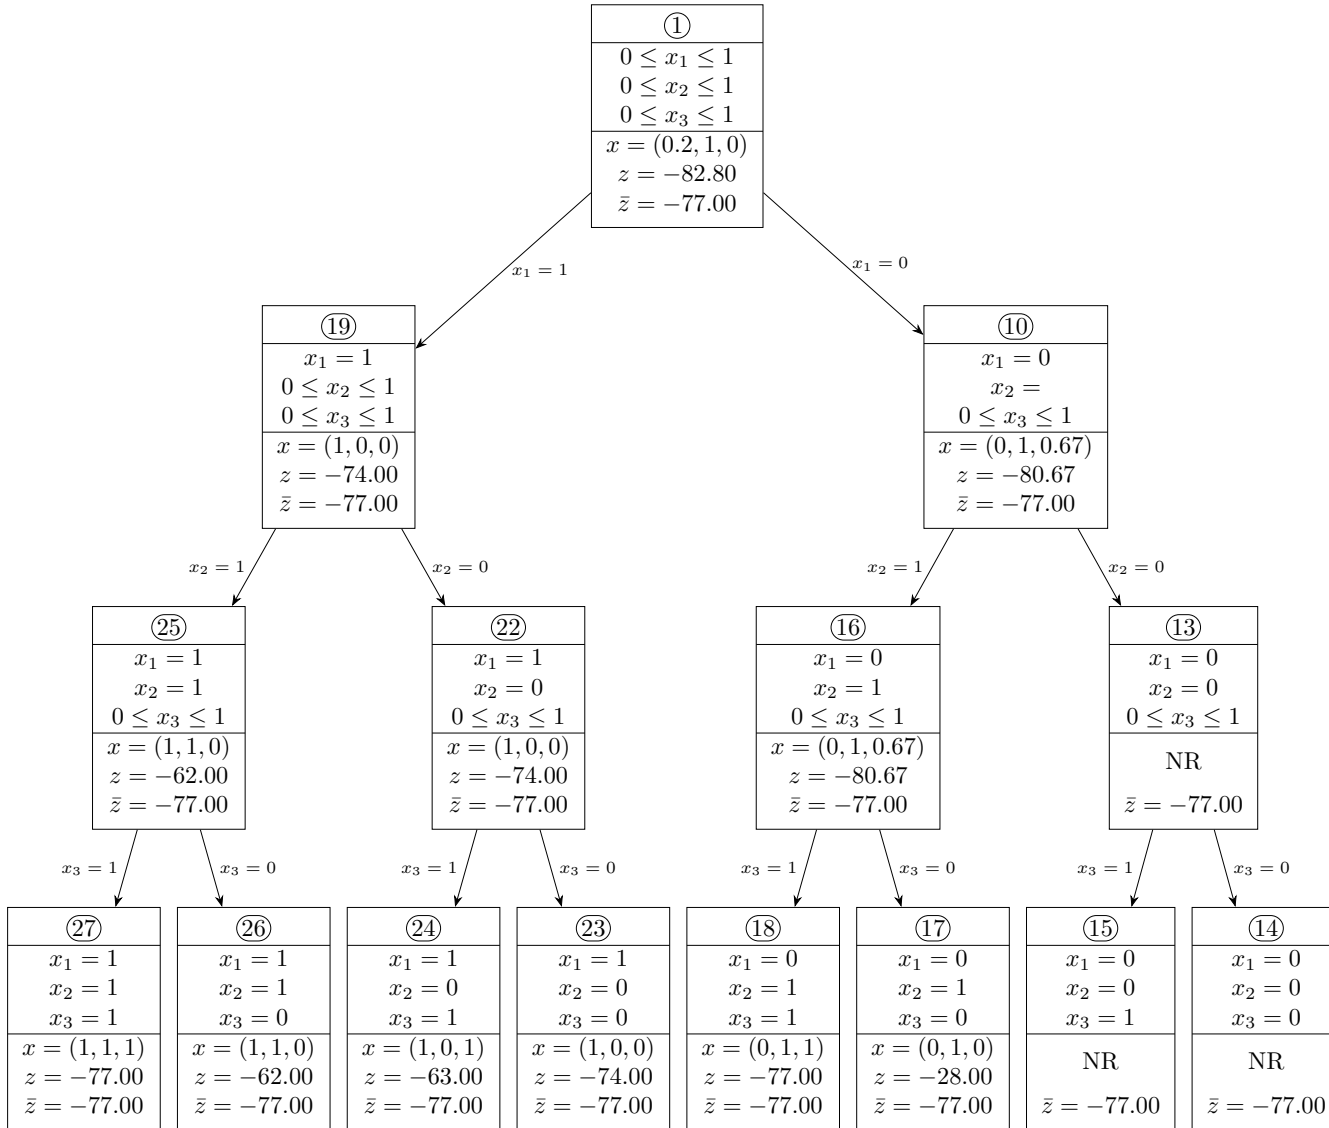 1
0 ≤ x₁ ≤ 1
0 ≤ x₂ ≤ 1
0 ≤ x₃ ≤ 1
x = (0.2, 1, 0)
z = −82.80
z̄ = −77.00
x₁ = 1
x₁ = 0
19
x₁ = 1
0 ≤ x₂ ≤ 1
0 ≤ x₃ ≤ 1
x = (1, 0, 0)
z = −74.00
z̄ = −77.00
10
x₁ = 0
x₂ =
0 ≤ x₃ ≤ 1
x = (0, 1, 0.67)
z = −80.67
z̄ = −77.00
x₂ = 1
x₂ = 0
x₂ = 1
x₂ = 0
25
x₁ = 1
x₂ = 1
0 ≤ x₃ ≤ 1
x = (1, 1, 0)
z = −62.00
z̄ = −77.00
22
x₁ = 1
x₂ = 0
0 ≤ x₃ ≤ 1
x = (1, 0, 0)
z = −74.00
z̄ = −77.00
16
x₁ = 0
x₂ = 1
0 ≤ x₃ ≤ 1
x = (0, 1, 0.67)
z = −80.67
z̄ = −77.00
13
x₁ = 0
x₂ = 0
0 ≤ x₃ ≤ 1
NR
z̄ = −77.00
x₃ = 1
x₃ = 0
x₃ = 1
x₃ = 0
x₃ = 1
x₃ = 0
x₃ = 1
x₃ = 0
27
x₁ = 1
x₂ = 1
x₃ = 1
x = (1, 1, 1)
z = −77.00
z̄ = −77.00
26
x₁ = 1
x₂ = 1
x₃ = 0
x = (1, 1, 0)
z = −62.00
z̄ = −77.00
24
x₁ = 1
x₂ = 0
x₃ = 1
x = (1, 0, 1)
z = −63.00
z̄ = −77.00
23
x₁ = 1
x₂ = 0
x₃ = 0
x = (1, 0, 0)
z = −74.00
z̄ = −77.00
18
x₁ = 0
x₂ = 1
x₃ = 1
x = (0, 1, 1)
z = −77.00
z̄ = −77.00
17
x₁ = 0
x₂ = 1
x₃ = 0
x = (0, 1, 0)
z = −28.00
z̄ = −77.00
15
x₁ = 0
x₂ = 0
x₃ = 1
NR
z̄ = −77.00
14
x₁ = 0
x₂ = 0
x₃ = 0
NR
z̄ = −77.00